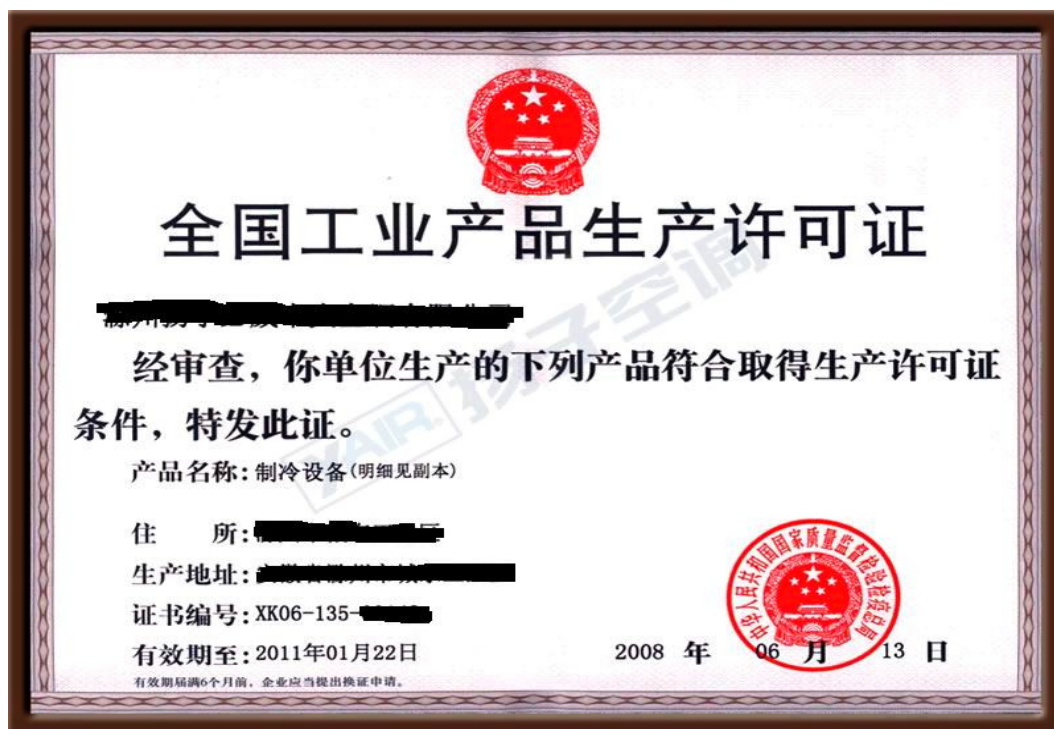 全国工业产品生产许可证
经审查，你单位生产的下列产品符合取得生产许可证
条件，特发此证。
产品名称：制冷设备(明细见副本)
住 所：
生产地址：
证书编号：XK06-135-
有效期至：2011年01月22日
2008 年 06 月 13 日
有效期届满6个月前，企业应当提出换证申请。
中华人民共和国国家质量监督检验检疫总局
YAIR 扬子空调